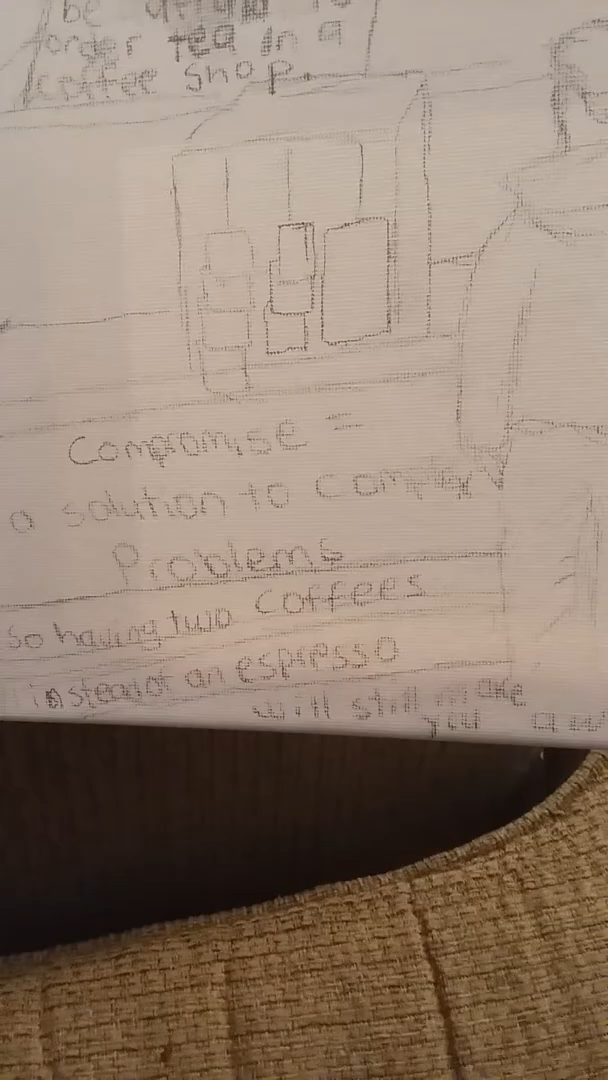 be afraid to
order tea in a
coffee shop.
Compromise =
a solution to complex
Problems
So having two coffees
instead of an espresso
will still make
you aw